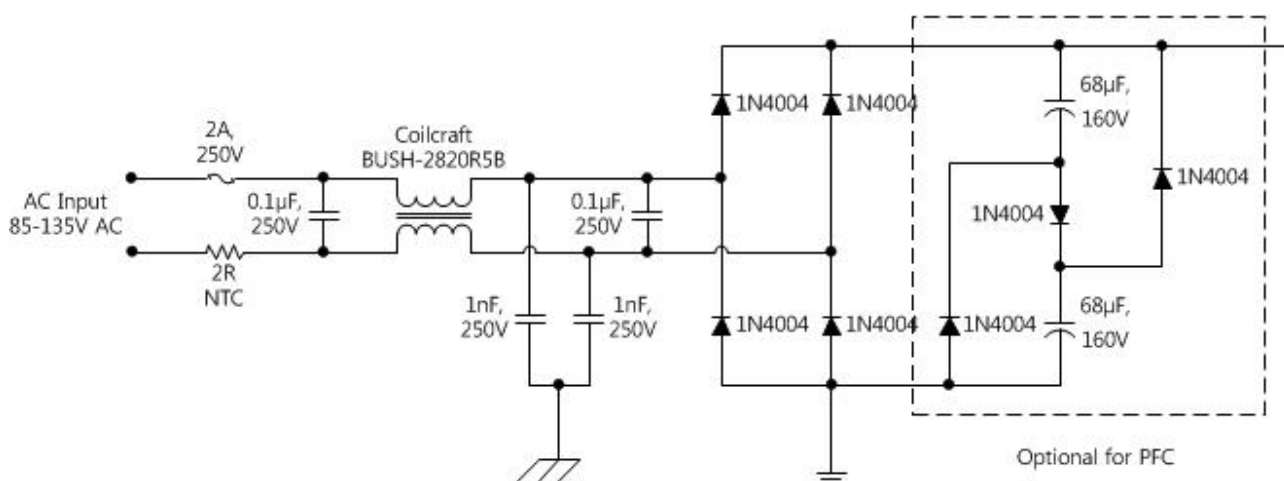 2A,
250V
AC Input
85-135V AC
2R
NTC
0.1µF,
250V
Coilcraft
BUSH-2820R5B
1nF,
250V
1nF,
250V
0.1µF,
250V
1N4004
1N4004
1N4004
1N4004
68µF,
160V
1N4004
1N4004
1N4004
68µF,
160V
Optional for PFC